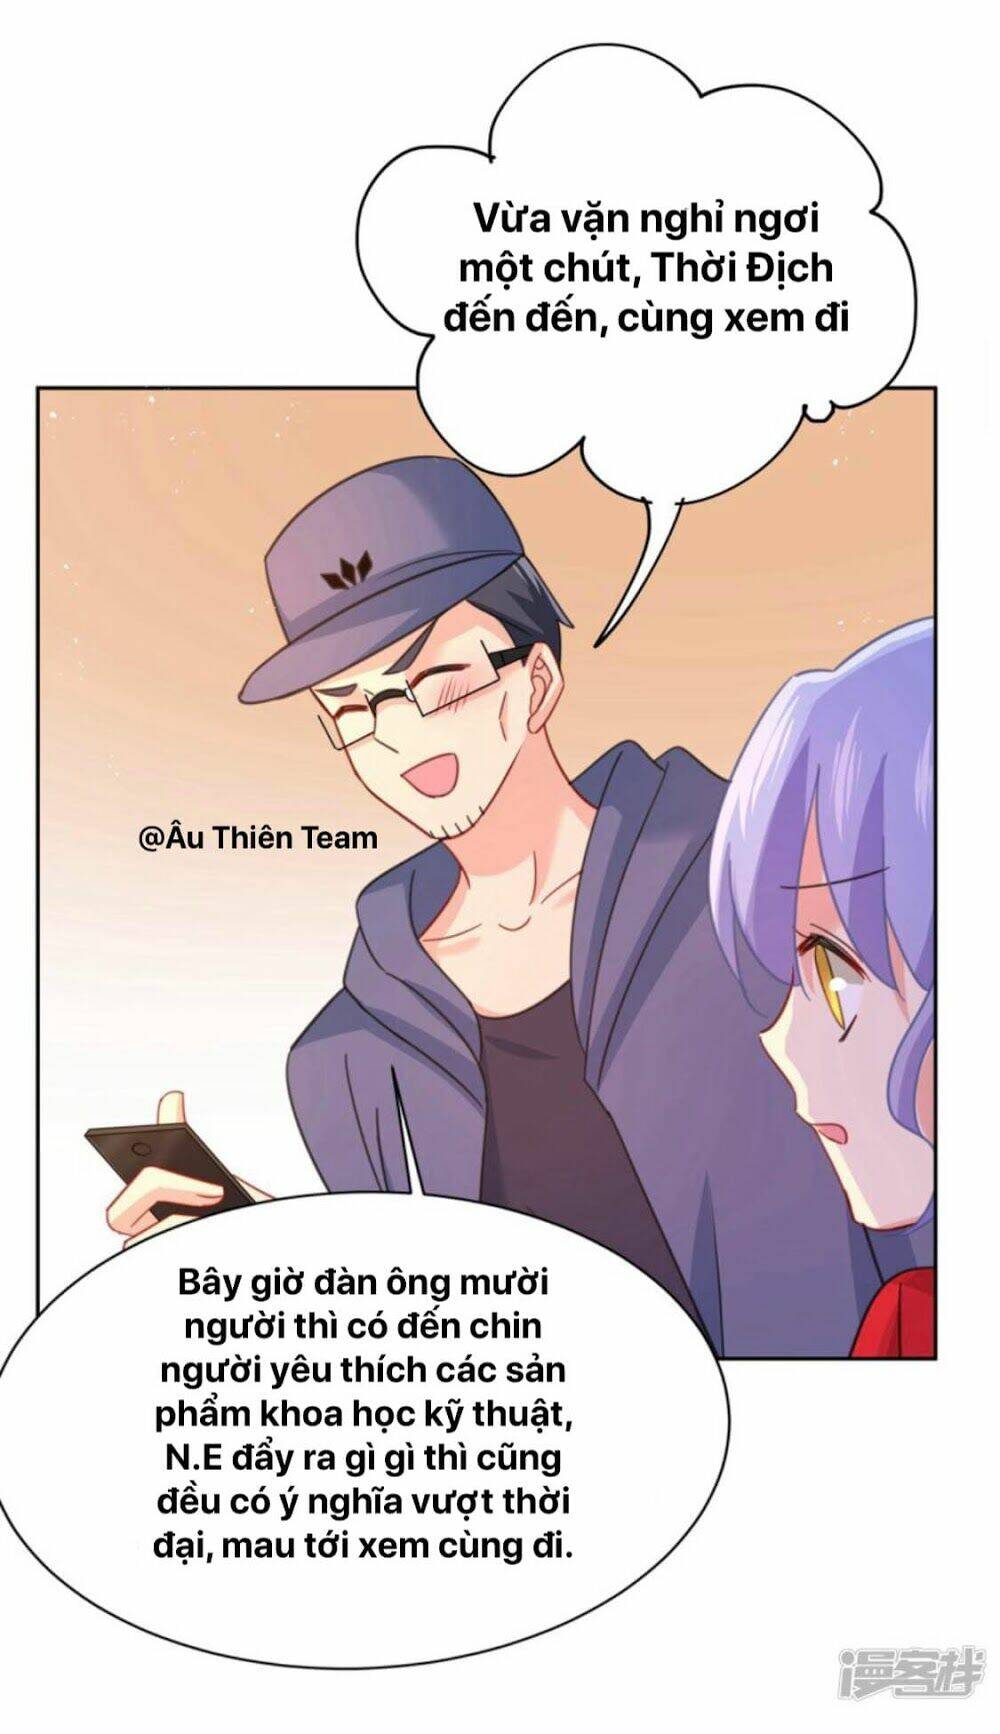 Vừa vặn nghỉ ngơi
một chút, Thời Địch
đến đến, cùng xem đi
@Âu Thiên Team
Bây giờ đàn ông mười
người thì có đến chin
người yêu thích các sản
phẩm khoa học kỹ thuật,
N.E đẩy ra gì gì thì cũng
đều có ý nghĩa vượt thời
đại, mau tới xem cùng đi.
漫客栈